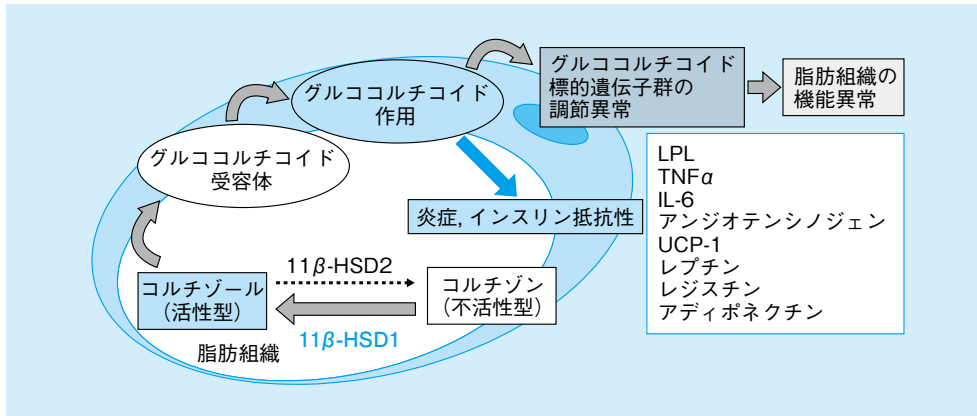 グルココルチコイド
作用
グルココルチコイド
標的遺伝子群の
調節異常
脂肪組織の
機能異常
グルココルチコイド
受容体
LPL
TNFα
IL-6
アンジオテンシノジェン
UCP-1
レプチン
レジスチン
アディポネクチン
炎症, インスリン抵抗性
11β-HSD2
コルチゾール
（活性型）
コルチゾン
（不活性型）
11β-HSD1
脂肪組織